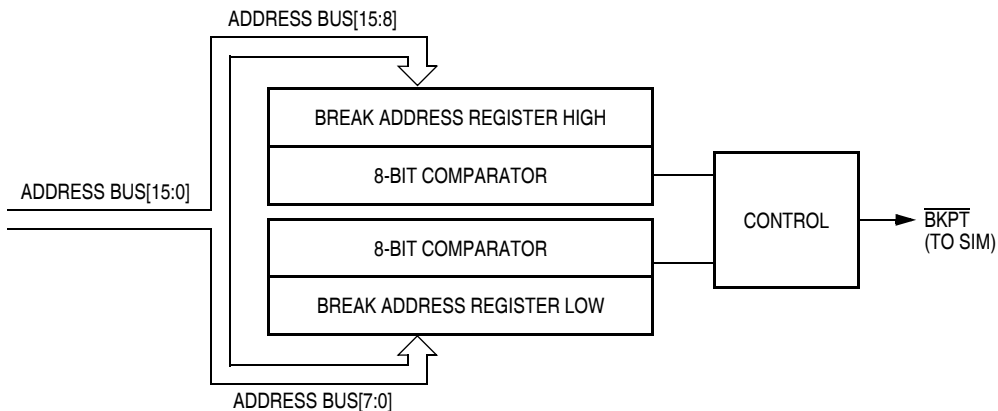 ADDRESS BUS[15:8]
BREAK ADDRESS REGISTER HIGH
8-BIT COMPARATOR
ADDRESS BUS[15:0]
CONTROL
BKPT
(TO SIM)
8-BIT COMPARATOR
BREAK ADDRESS REGISTER LOW
ADDRESS BUS[7:0]